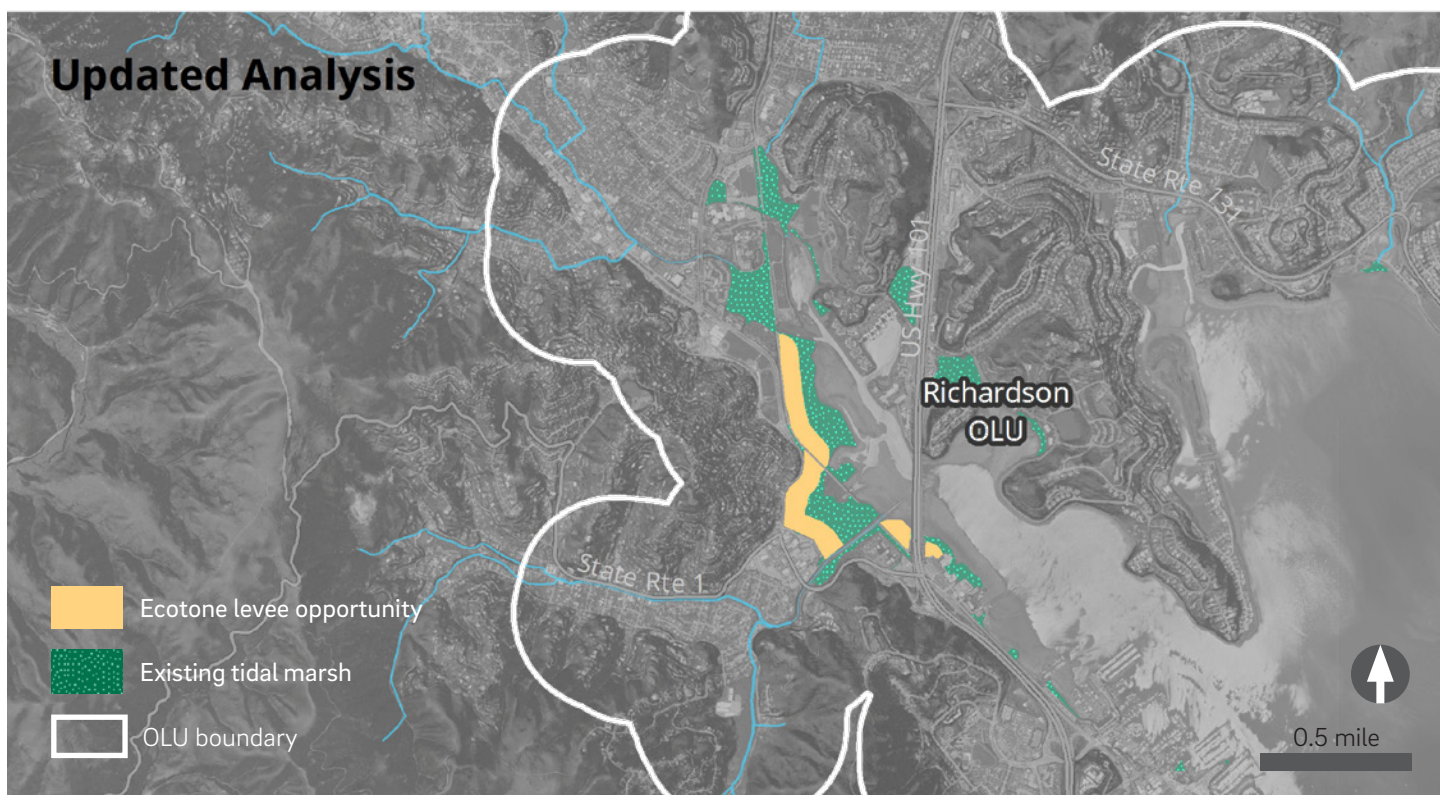 Updated Analysis
State Rte 131
US Hwy 101
Richardson
OLU
State Rte 1
Ecotone levee opportunity
Existing tidal marsh
OLU boundary
0.5 mile